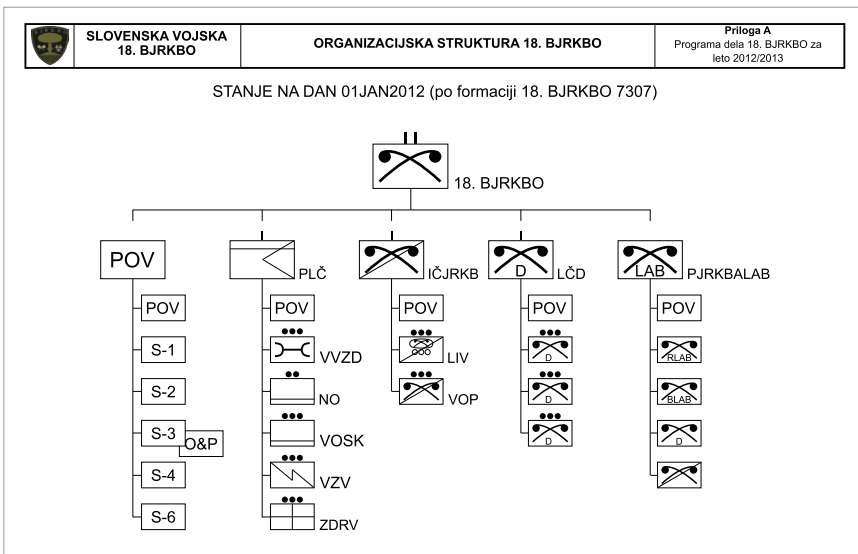 SLOVENSKA VOJSKA
18. BJRKBO
ORGANIZACIJSKA STRUKTURA 18. BJRKBO
Priloga A
Programa dela 18. BJRKBO za
leto 2012/2013
STANJE NA DAN 01JAN2012 (po formaciji 18. BJRKBO 7307)
18. BJRKBO
POV
PLČ
IČJRKB
D
LČD
LAB
PJRKBALAB
POV
POV
POV
POV
POV
S-1
VVZD
LIV
D
RLAB
S-2
NO
VOP
D
BLAB
S-3
O&P
VOSK
D
D
S-4
VZV
S-6
ZDRV